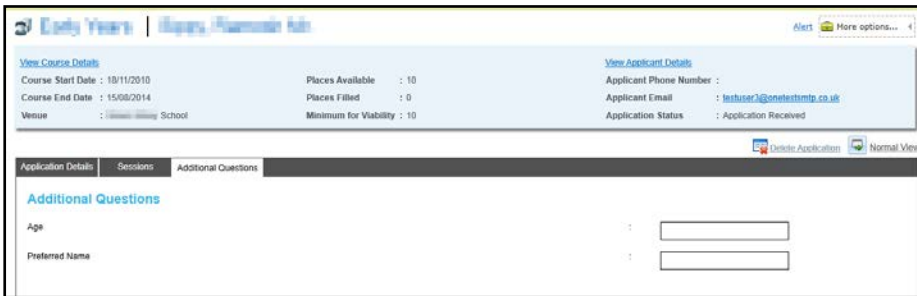 Early Years |
Alert More options...
View Course Details
Course Start Date : 10/11/2010
Course End Date : 15/08/2014
Venue : School
Places Available : 10
Places Filled : 0
Minimum for Viability : 10
View Applicant Details
Applicant Phone Number :
Applicant Email : testuser3@onetestsmtp.co.uk
Application Status : Application Received
Delete Application Normal View
Application Details Sessions Additional Questions
Additional Questions
Age :
Preferred Name :